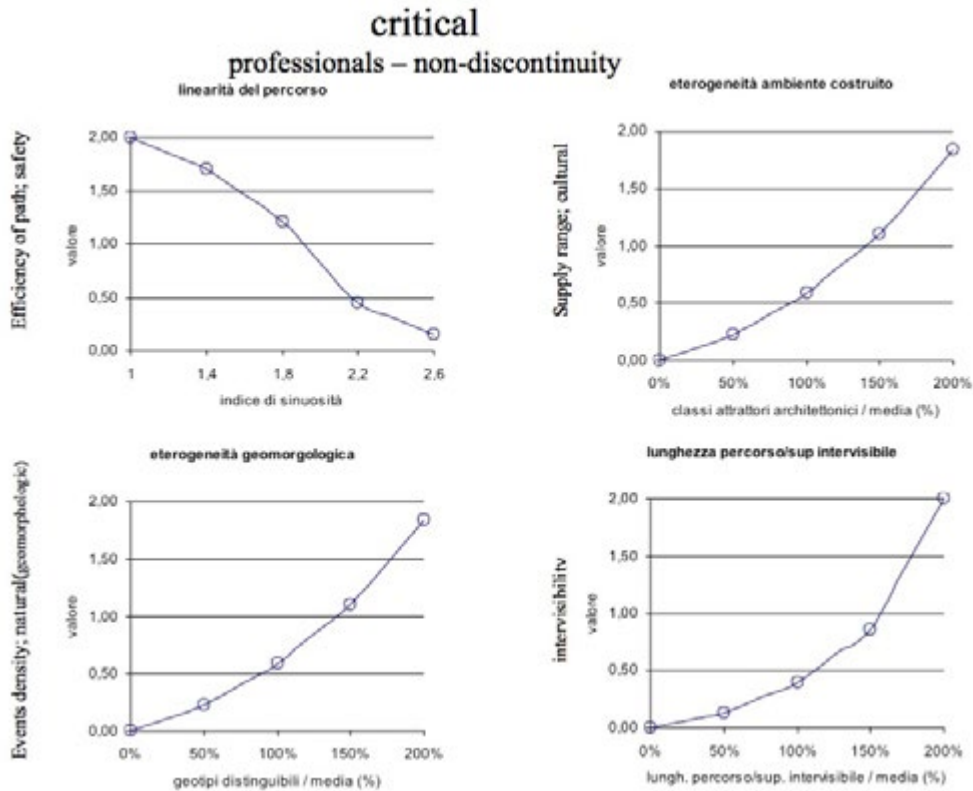 critical
professionals – non-discontinuity
linearità del percorso
Efficiency of path; safety
valore
2,00
1,50
1,00
0,50
0,00
1
1,4
1,8
2,2
2,6
indice di sinuosità
eterogeneità ambiente costruito
Supply range; cultural
valore
2,00
1,50
1,00
0,50
0,00
0%
50%
100%
150%
200%
classi attrattori architettonici / media (%)
eterogeneità geomorgologica
Events density; natural(geomorphologic)
valore
2,00
1,50
1,00
0,50
0,00
0%
50%
100%
150%
200%
geotipi distinguibili / media (%)
lunghezza percorso/sup intervisibile
intervisibility
valore
2,00
1,50
1,00
0,50
0,00
0%
50%
100%
150%
200%
lungh. percorso/sup. intervisibile / media (%)